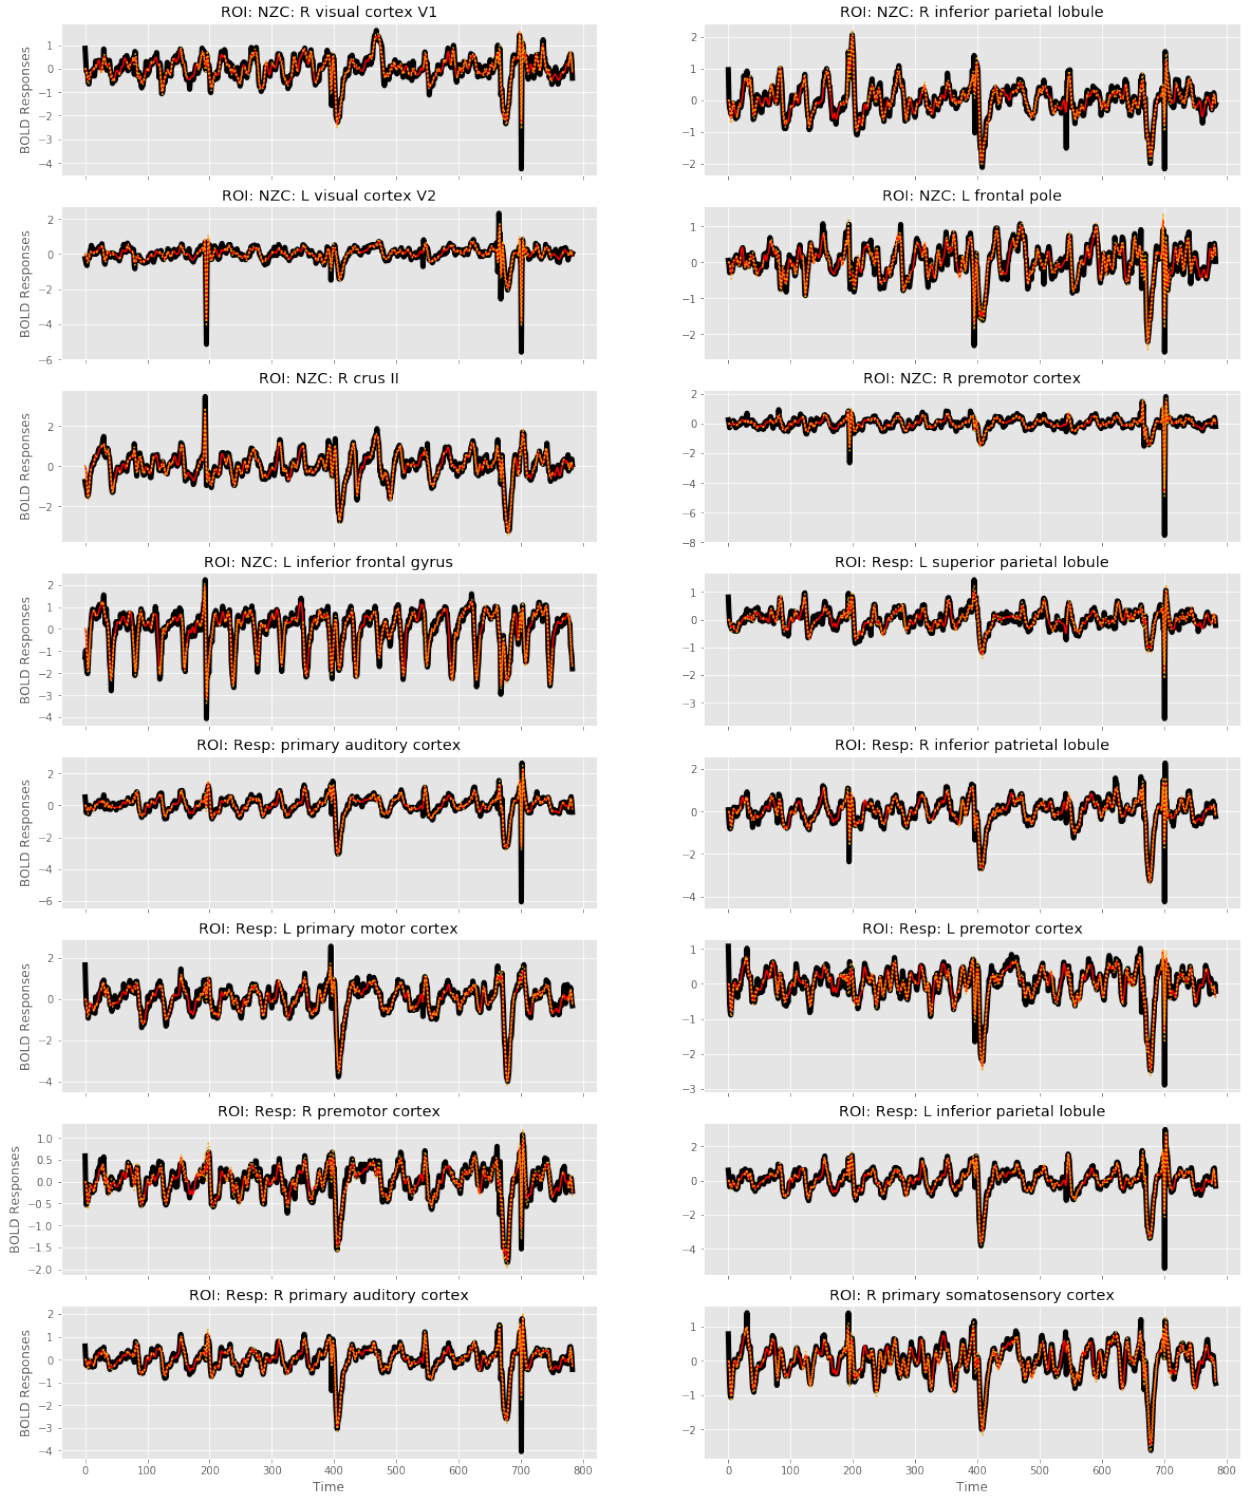 ROI: NZC: R visual cortex V1
ROI: NZC: R inferior parietal lobule
BOLD Responses
1
0
−1
−2
−3
−4
2
1
0
−1
−2
ROI: NZC: L visual cortex V2
ROI: NZC: L frontal pole
BOLD Responses
2
0
−2
−4
−6
1
0
−1
−2
ROI: NZC: R crus II
ROI: NZC: R premotor cortex
BOLD Responses
2
0
−2
2
0
−2
−4
−6
−8
ROI: NZC: L inferior frontal gyrus
ROI: Resp: L superior parietal lobule
BOLD Responses
2
1
0
−1
−2
−3
−4
1
0
−1
−2
−3
ROI: Resp: primary auditory cortex
ROI: Resp: R inferior patrietal lobule
BOLD Responses
2
0
−2
−4
−6
2
0
−2
−4
ROI: Resp: L primary motor cortex
ROI: Resp: L premotor cortex
BOLD Responses
2
0
−2
−4
1
0
−1
−2
−3
ROI: Resp: R premotor cortex
ROI: Resp: L inferior parietal lobule
BOLD Responses
1.0
0.5
0.0
−0.5
−1.0
−1.5
−2.0
2
0
−2
−4
ROI: Resp: R primary auditory cortex
ROI: R primary somatosensory cortex
BOLD Responses
2
1
0
−1
−2
−3
−4
1
0
−1
−2
0 100 200 300 400 500 600 700 800
0 100 200 300 400 500 600 700 800
Time
Time